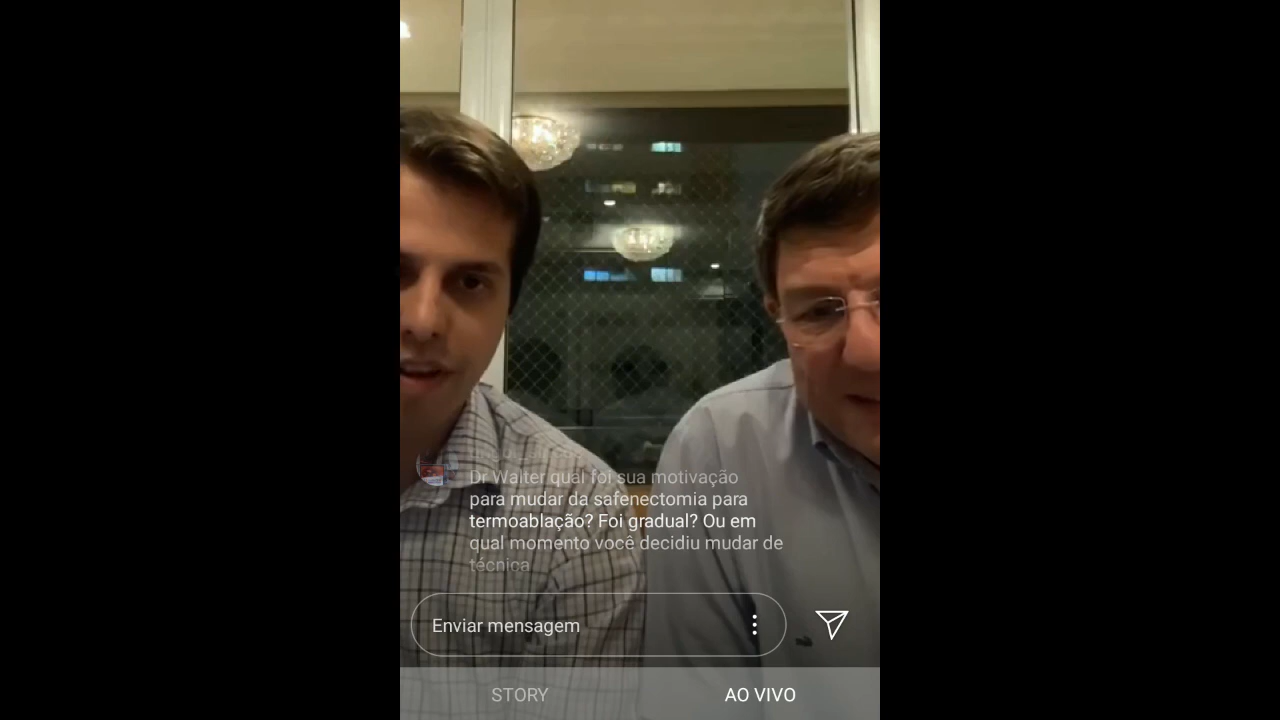 Dr Walter qual foi sua motivação
para mudar da safenectomia para
termoablação? Foi gradual? Ou em
qual momento você decidiu mudar de
técnica
Enviar mensagem
STORY
AO VIVO